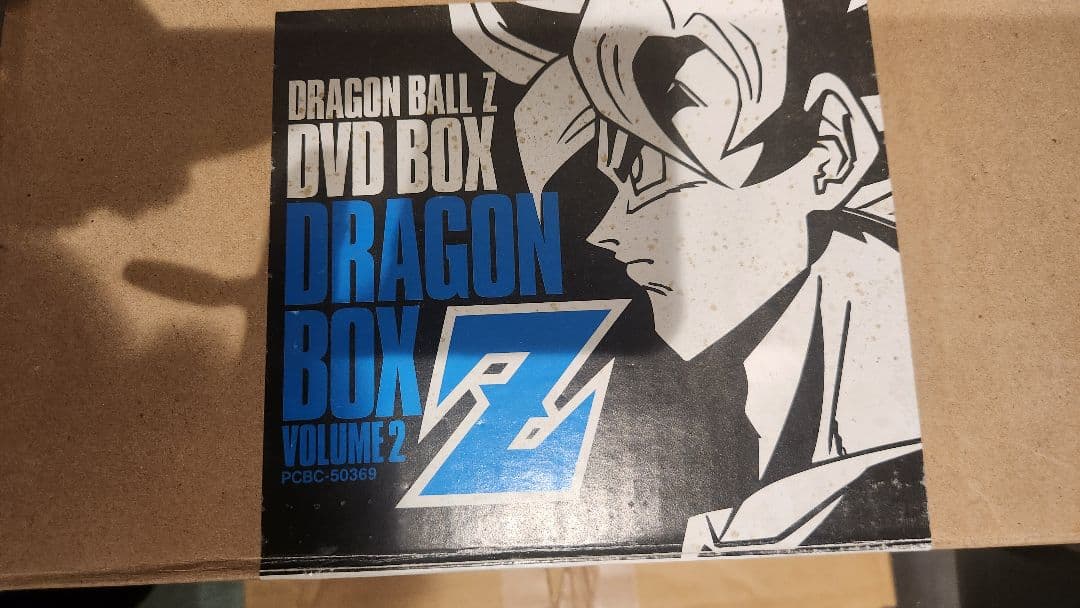 DRAGON BALL Z
DVD BOX
DRAGON
BOX Z
VOLUME 2
PCBC-50369